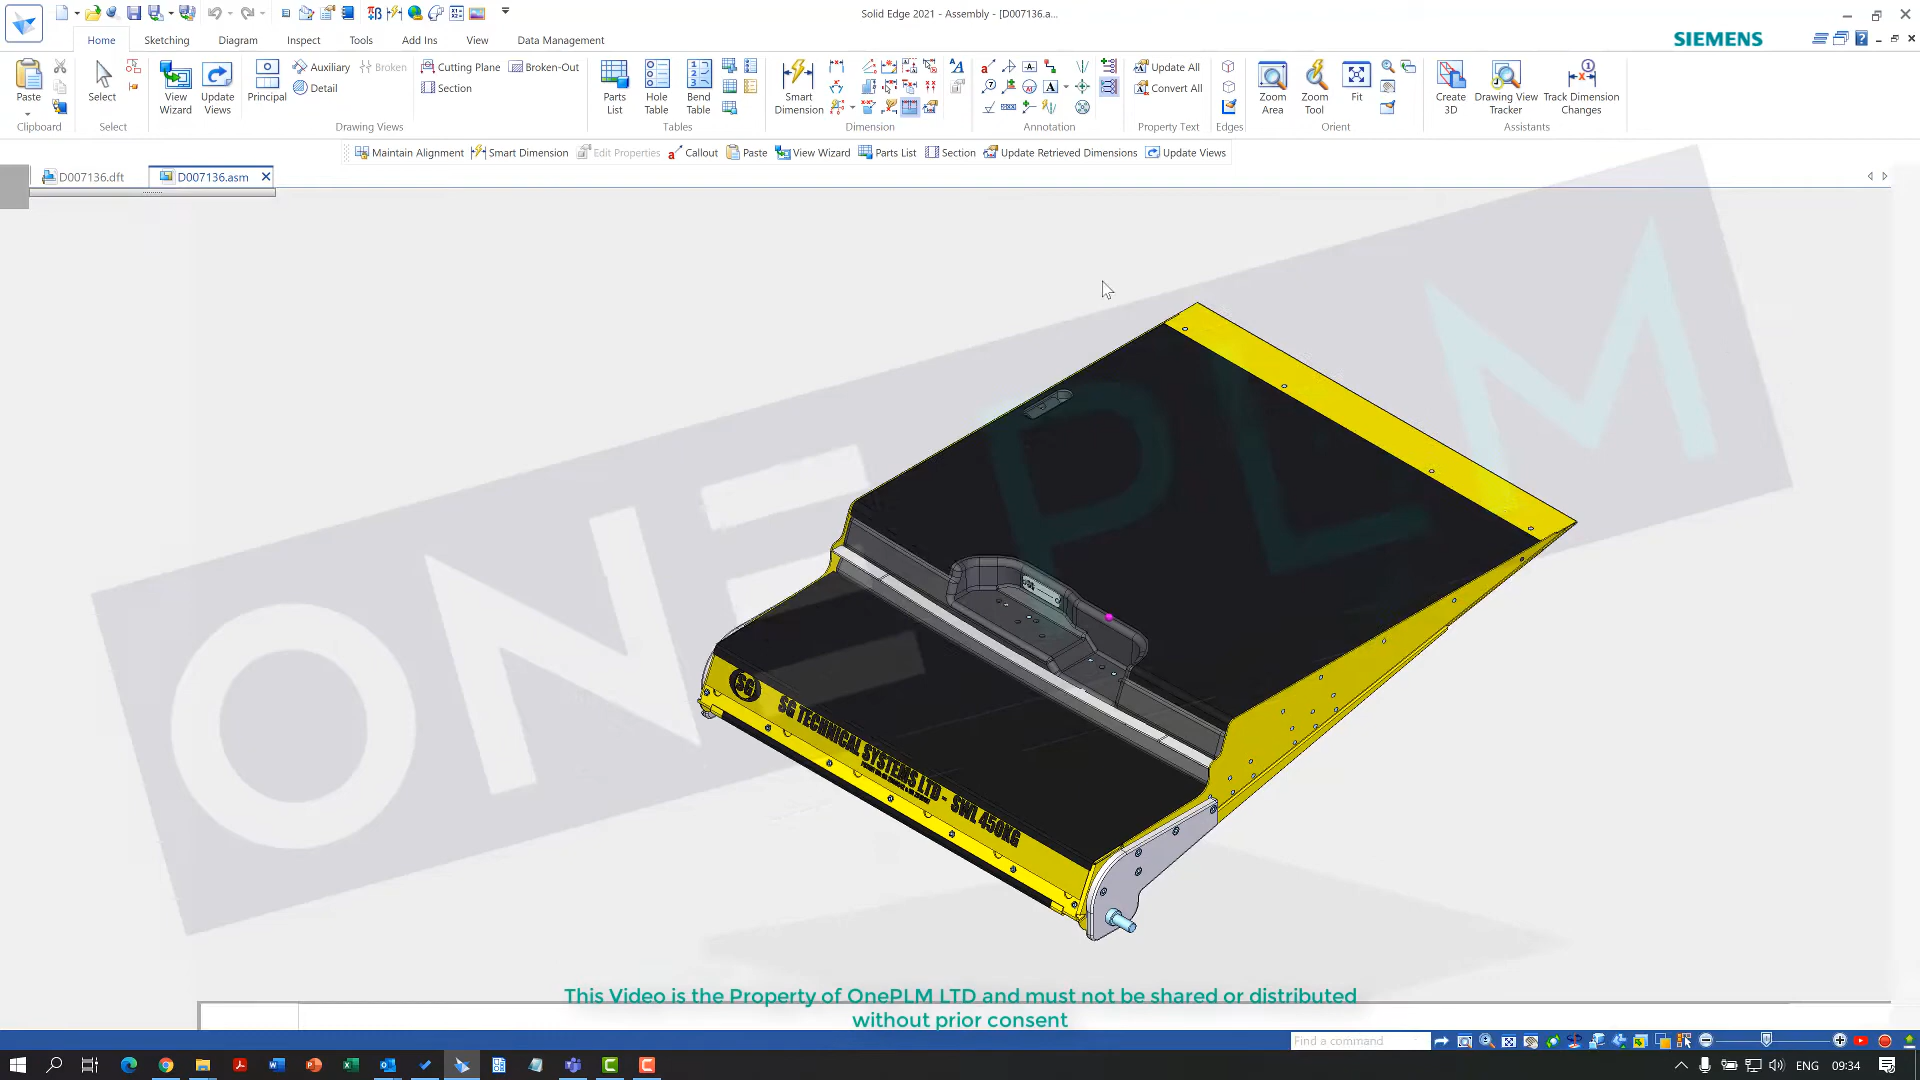 Solid Edge 2021 - Assembly - [D007136.a...
Home Sketching Diagram Inspect Tools Add Ins View Data Management
SIEMENS
Paste
Clipboard
Select
Select
View Wizard
Update Views
Principal
Auxiliary
Broken
Cutting Plane
Broken-Out
Detail
Section
Drawing Views
Parts List
Hole Table
Bend Table
Tables
Smart Dimension
Dimension
Annotation
Update All
Convert All
Property Text
Edges
Zoom Area
Zoom Tool
Fit
Orient
Create 3D
Drawing View Tracker
Track Dimension Changes
Assistants
Maintain Alignment Smart Dimension Edit Properties Callout Paste View Wizard Parts List Section Update Retrieved Dimensions Update Views
D007136.dft D007136.asm
ONE PLM
SG
SG TECHNICAL SYSTEMS LTD - SWL 450KG
This Video is the Property of OnePLM LTD and must not be shared or distributed
without prior consent
Find a command
ENG 09:34